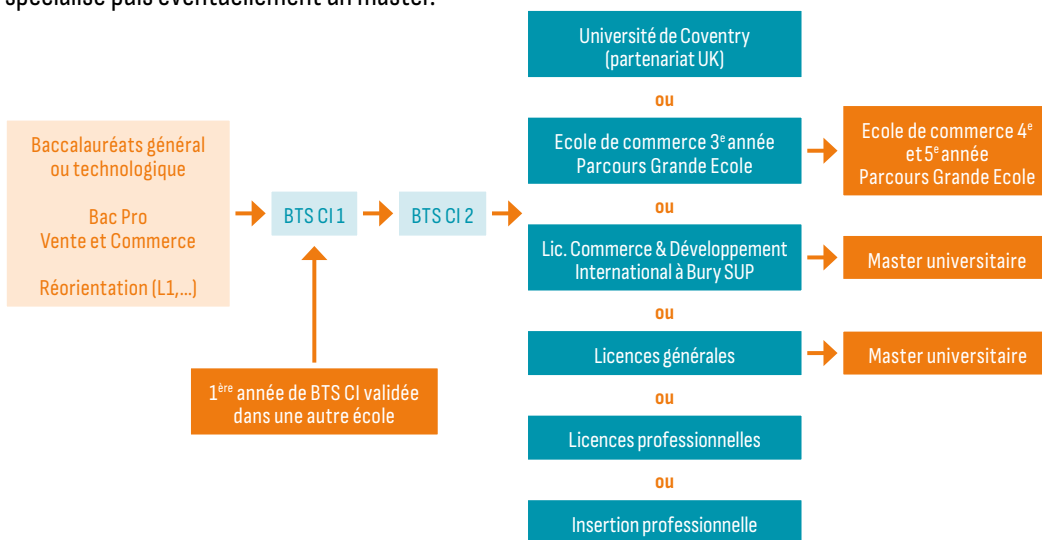 spécialisé puis éventuellement un master.
Baccalauréats général
ou technologique
Bac Pro
Vente et Commerce
Réorientation (L1,...)
BTS CI 1
BTS CI 2
1ère année de BTS CI validée
dans une autre école
Université de Coventry
(partenariat UK)
ou
Ecole de commerce 3e année
Parcours Grande Ecole
Ecole de commerce 4e
et 5e année
Parcours Grande Ecole
ou
Lic. Commerce & Développement
International à Bury SUP
Master universitaire
ou
Licences générales
Master universitaire
ou
Licences professionnelles
ou
Insertion professionnelle